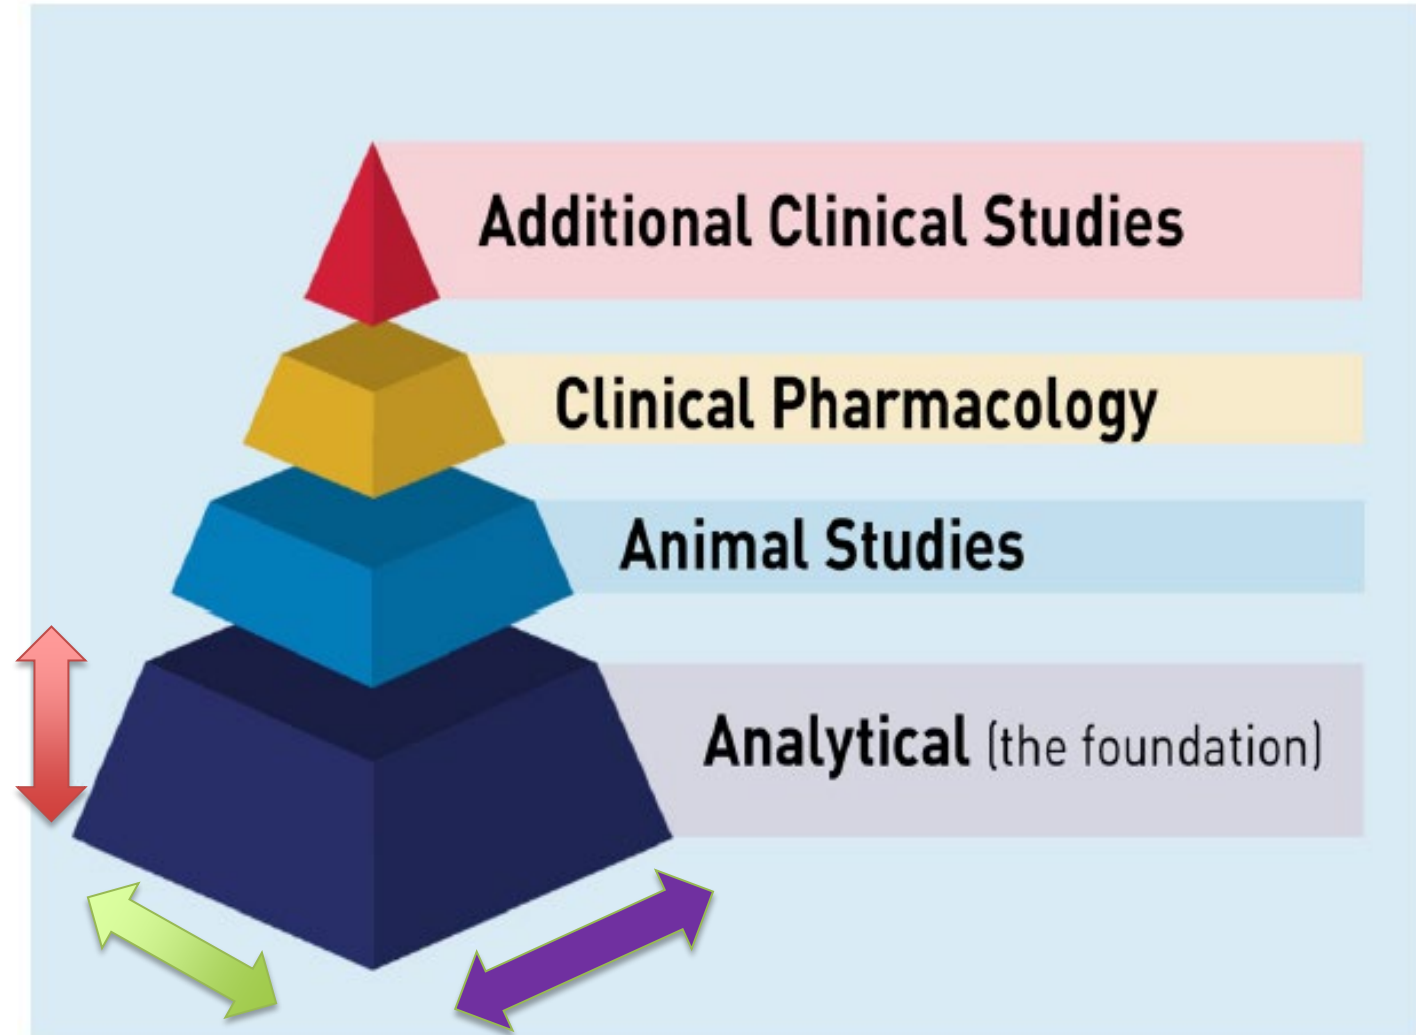 Additional Clinical Studies
Clinical Pharmacology
Animal Studies
Analytical (the foundation)